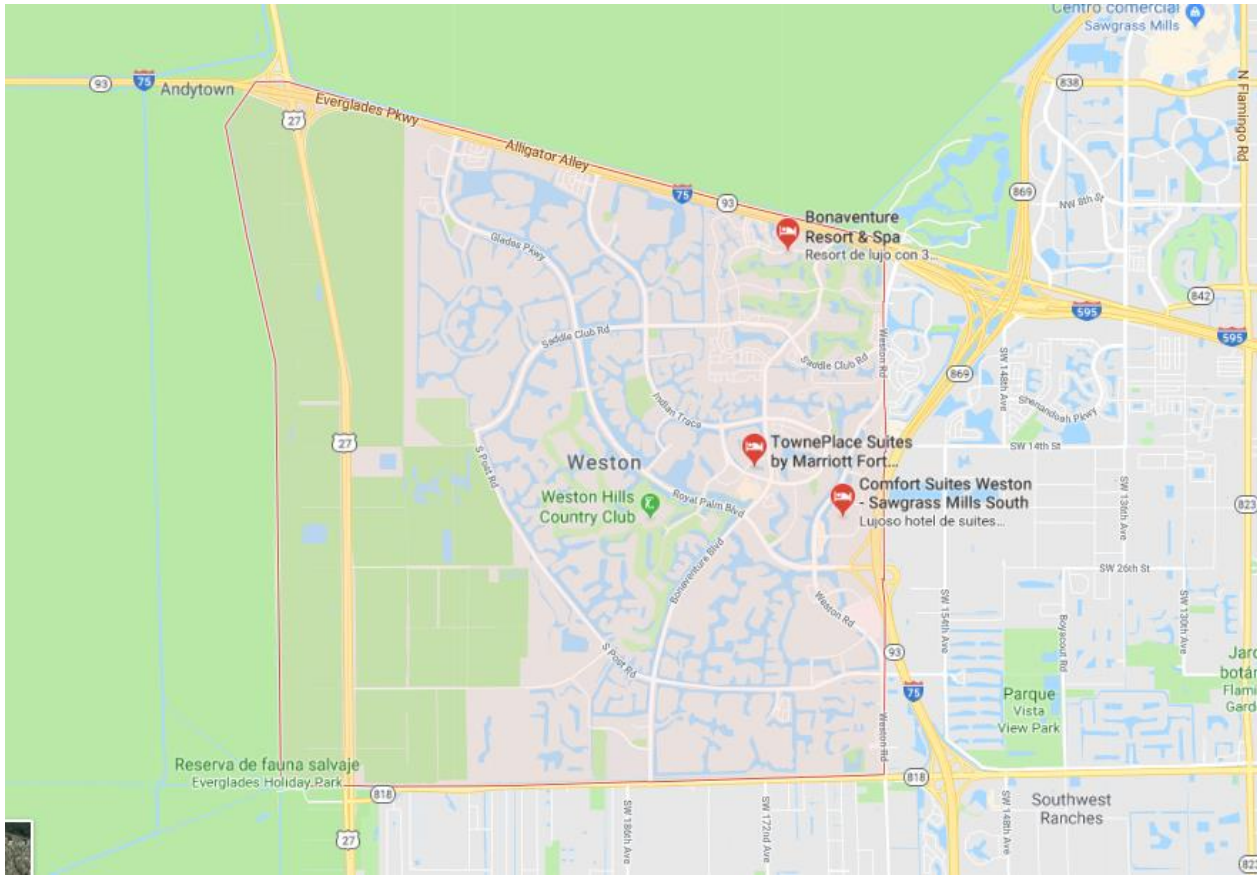 Centro comercial
Sawgrass Mills
93
75
Andytown
27
Everglades Pkwy
Alligator Alley
75
93
838
N Flamingo Rd
869
NW 8th St
Bonaventure
Resort & Spa
Resort de lujo con 3...
Glades Pkwy
842
595
595
Saddle Club Rd
Saddle Club Rd
Weston Rd
869
SW 148th Ave
Shenandoah Pkwy
Indian Trace
27
S Post Rd
Weston
TownePlace Suites
by Marriott Fort...
SW 14th St
SW 136th Ave
Weston Hills
Country Club
Royal Palm Blvd
Comfort Suites Weston
- Sawgrass Mills South
Lujoso hotel de suites...
823
Bonaventure Blvd
SW 26th St
Weston Rd
SW 154th Ave
Boyacout Rd
SW 130th Ave
S Post Rd
93
75
Parque
Vista
View Park
Jard
botán
Flami
Gard
Weston Rd
Reserva de fauna salvaje
Everglades Holiday Park
818
818
27
SW 186th Ave
SW 172nd Ave
SW 148th Ave
Southwest
Ranches
823